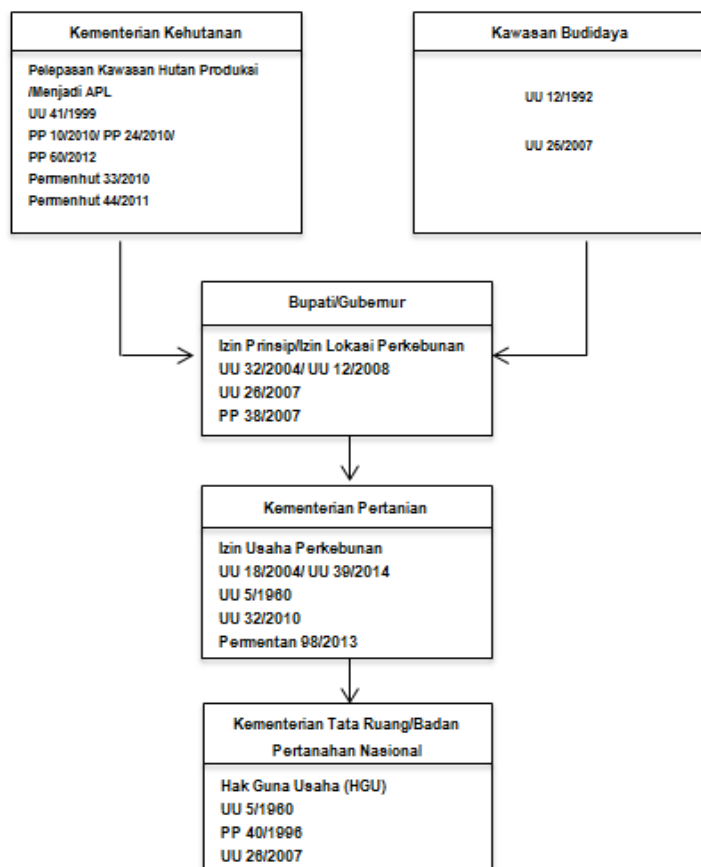 Kementerian Kehutanan
Pelepasan Kawasan Hutan Produksi
/Menjadi APL
UU 41/1999
PP 10/2010/ PP 24/2010/
PP 60/2012
Permenhut 33/2010
Permenhut 44/2011
Kawasan Budidaya
UU 12/1992
UU 26/2007
Bupati/Gubernur
Izin Prinsip/Izin Lokasi Perkebunan
UU 32/2004/ UU 12/2008
UU 26/2007
PP 38/2007
Kementerian Pertanian
Izin Usaha Perkebunan
UU 18/2004/ UU 39/2014
UU 5/1960
UU 32/2010
Permentan 98/2013
Kementerian Tata Ruang/Badan
Pertanahan Nasional
Hak Guna Usaha (HGU)
UU 5/1960
PP 40/1996
UU 26/2007